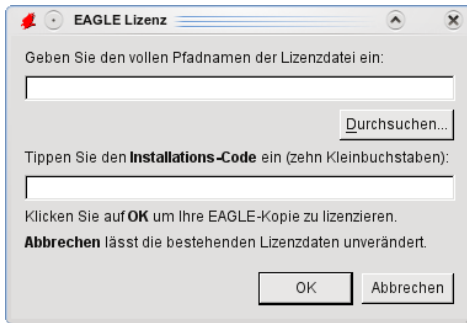 EAGLE Lizenz
Geben Sie den vollen Pfadnamen der Lizenzdatei ein:
Durchsuchen...
Tippen Sie den Installations-Code ein (zehn Kleinbuchstaben):
Klicken Sie auf OK um Ihre EAGLE-Kopie zu lizenzieren.
Abbrechen lässt die bestehenden Lizenzdaten unverändert.
OK Abbrechen